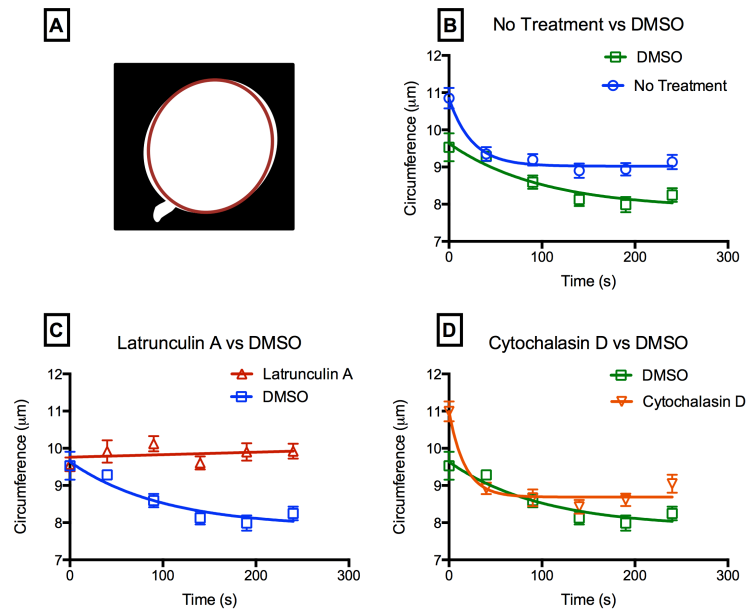 A
B
No Treatment vs DMSO
DMSO
No Treatment
12
11
10
9
8
7
0
100
200
300
Circumference (μm)
Time (s)
C
Latrunculin A vs DMSO
Latrunculin A
DMSO
12
11
10
9
8
7
0
100
200
300
Circumference (μm)
Time (s)
D
Cytochalasin D vs DMSO
DMSO
Cytochalasin D
12
11
10
9
8
7
0
100
200
300
Circumference (μm)
Time (s)